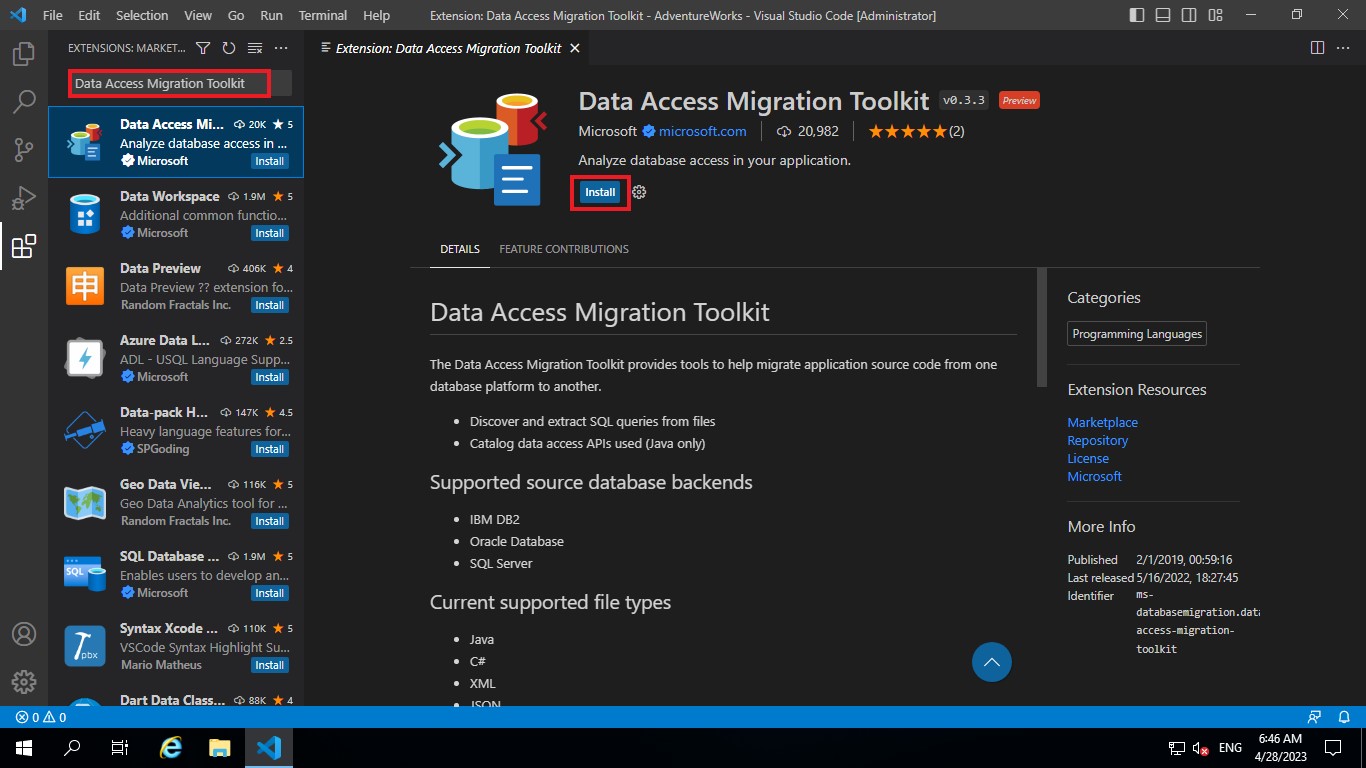 File Edit Selection View Go Run Terminal Help
Extension: Data Access Migration Toolkit - AdventureWorks - Visual Studio Code [Administrator]
EXTENSIONS: MARKET...
Data Access Migration Toolkit
Data Access Mi... 20K ★ 5
Analyze database access in ...
Microsoft Install
Data Workspace 1.9M ★ 5
Additional common functio...
Microsoft Install
Data Preview 406K ★ 4
Data Preview ?? extension fo...
Random Fractals Inc. Install
Azure Data L... 272K ★ 2.5
ADL - USQL Language Supp...
Microsoft Install
Data-pack H... 147K ★ 4.5
Heavy language features for...
SPGoding Install
Geo Data Vie... 116K ★ 5
Geo Data Analytics tool for ...
Random Fractals Inc. Install
SQL
SQL Database ... 1.9M ★ 5
Enables users to develop an...
Microsoft Install
pbx
Syntax Xcode ... 110K ★ 5
VSCode Syntax Highlight Su...
Mario Matheus Install
Dart Data Class... 88K ★ 4
Extension: Data Access Migration Toolkit
Data Access Migration Toolkit v0.3.3 Preview
Microsoft microsoft.com 20,982 ★★★★★(2)
Analyze database access in your application.
Install
DETAILS FEATURE CONTRIBUTIONS
Data Access Migration Toolkit
The Data Access Migration Toolkit provides tools to help migrate application source code from one
database platform to another.
• Discover and extract SQL queries from files
• Catalog data access APIs used (Java only)
Supported source database backends
• IBM DB2
• Oracle Database
• SQL Server
Current supported file types
• Java
• C#
• XML
• JSON
Categories
Programming Languages
Extension Resources
Marketplace
Repository
License
Microsoft
More Info
Published 2/1/2019, 00:59:16
Last released 5/16/2022, 18:27:45
Identifier ms-
databasemigration.data
access-migration-
toolkit
0 0
ENG
6:46 AM
4/28/2023